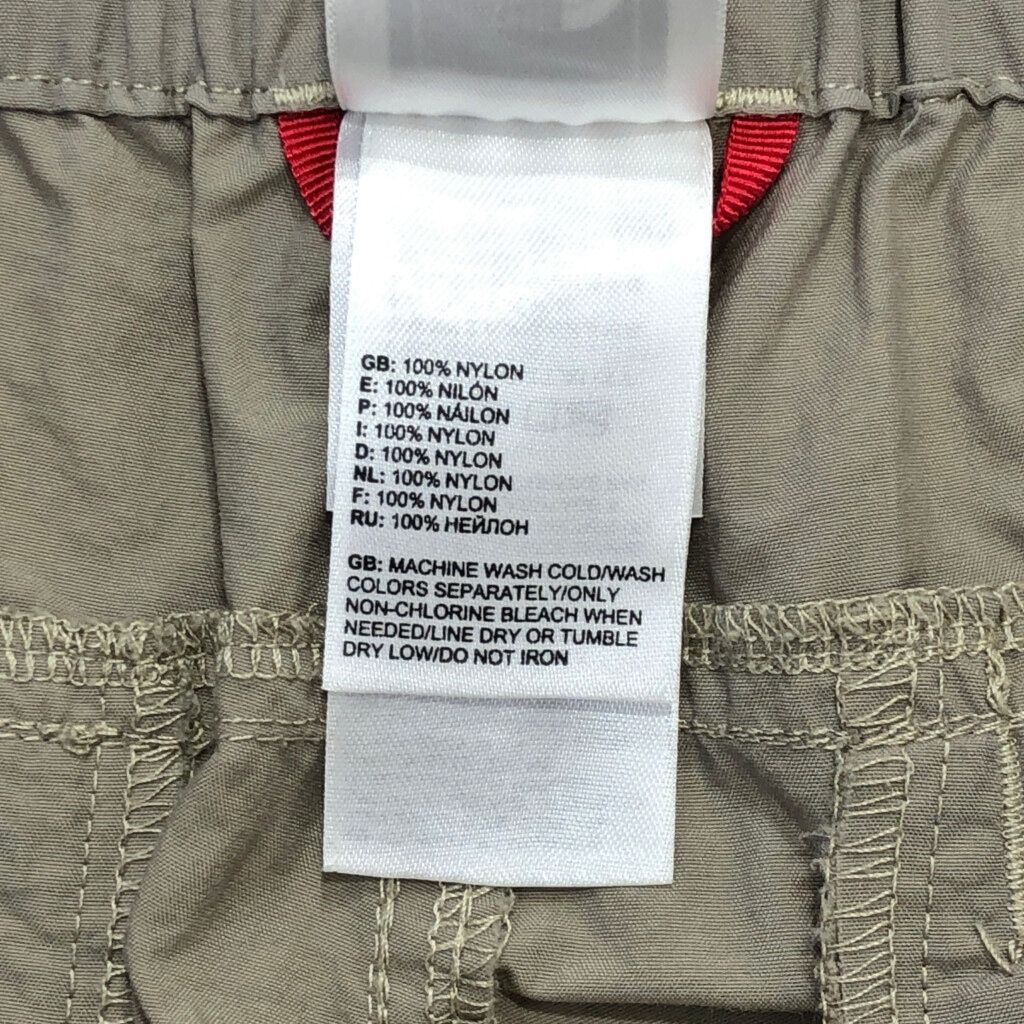 GB: 100% NYLON
E: 100% NILÓN
P: 100% NÁILON
I: 100% NYLON
D: 100% NYLON
NL: 100% NYLON
F: 100% NYLON
RU: 100% НЕЙЛОН
GB: MACHINE WASH COLD/WASH
COLORS SEPARATELY/ONLY
NON-CHLORINE BLEACH WHEN
NEEDED/LINE DRY OR TUMBLE
DRY LOW/DO NOT IRON